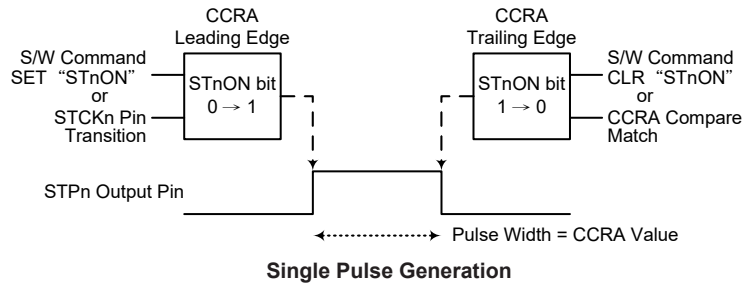 CCRA
Leading Edge
S/W Command
SET “STnON”
or
STCKn Pin
Transition
STnON bit
0 → 1
CCRA
Trailing Edge
STnON bit
1 → 0
S/W Command
CLR “STnON”
or
CCRA Compare
Match
STPn Output Pin
Pulse Width = CCRA Value
Single Pulse Generation